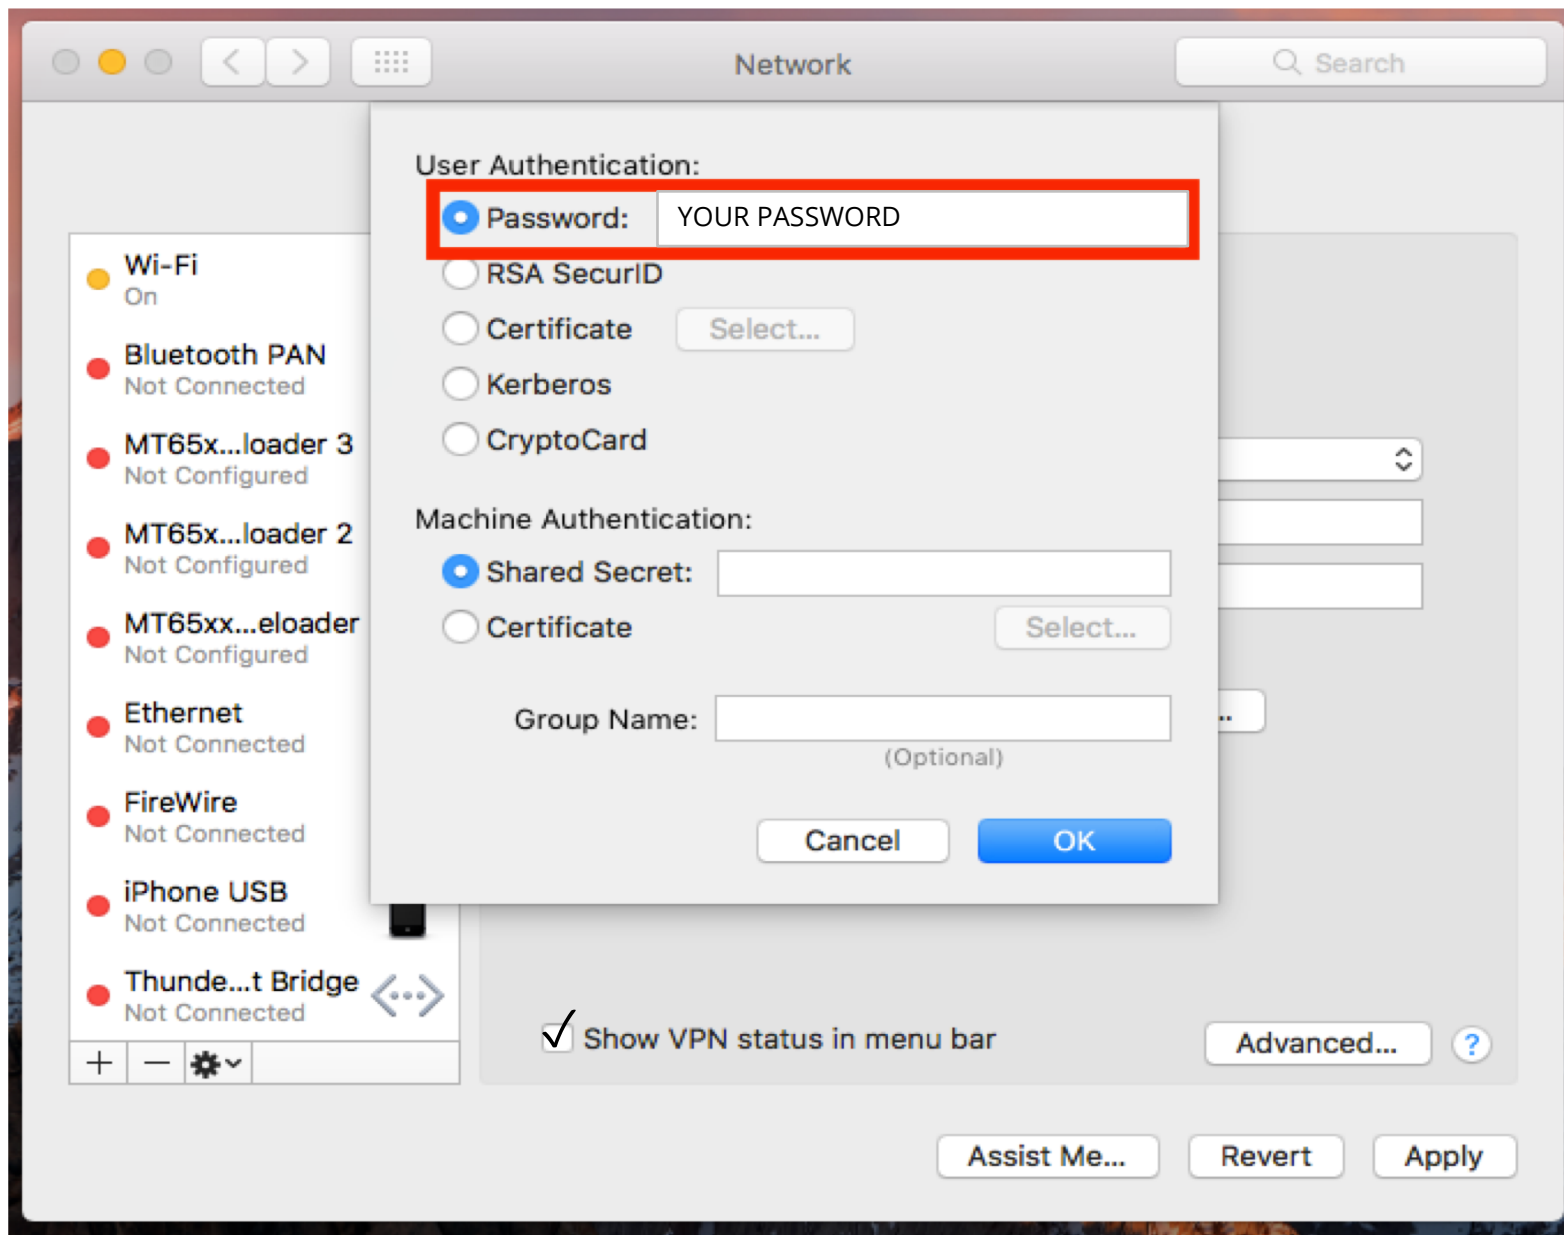 Network
Search
User Authentication:
Password: YOUR PASSWORD
RSA SecurID
Certificate Select...
Kerberos
CryptoCard
Machine Authentication:
Shared Secret:
Certificate Select...
Group Name:
(Optional)
Cancel OK
Wi-Fi
On
Bluetooth PAN
Not Connected
MT65x...loader 3
Not Configured
MT65x...loader 2
Not Configured
MT65xx...eloader
Not Configured
Ethernet
Not Connected
FireWire
Not Connected
iPhone USB
Not Connected
Thunde...t Bridge
Not Connected
..
Show VPN status in menu bar
Advanced... ?
Assist Me... Revert Apply